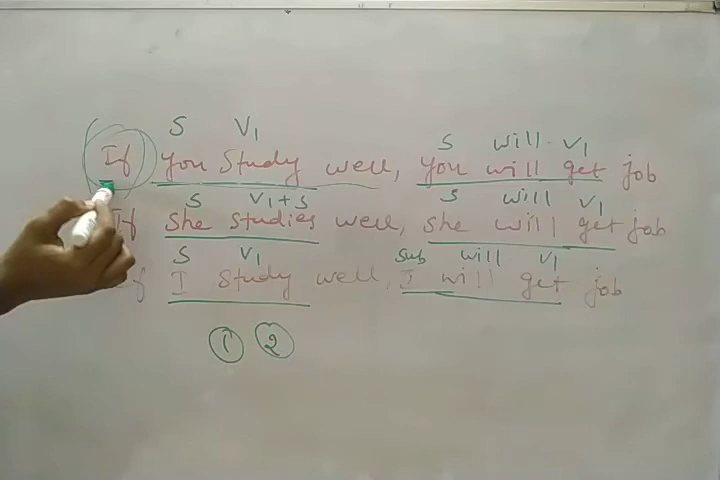 S V1 S will V1
If you study well, you will get job
S V1+S S will V1
If She studies well, She will get job
S V1 Sub will V1
If I study well, I will get job
1 2